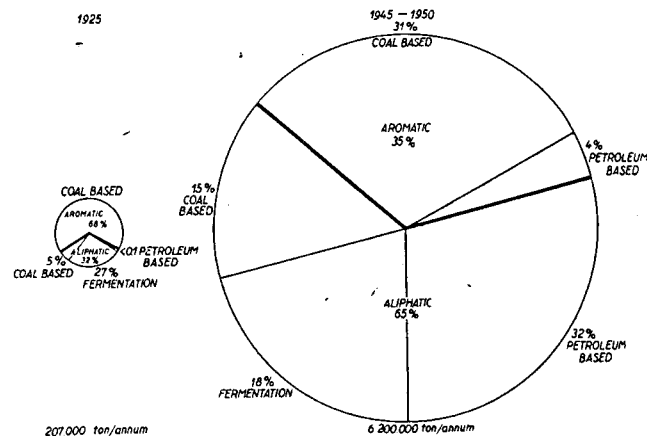 1925
1945 – 1950
31%
COAL BASED
AROMATIC
35%
4%
PETROLEUM
BASED
15%
COAL
BASED
ALIPHATIC
65%
32%
PETROLEUM
BASED
18%
FERMENTATION
6 200 000 ton/annum
COAL BASED
AROMATIC
68%
ALIPHATIC
32%
<0.1 PETROLEUM
BASED
5%
COAL BASED
27%
FERMENTATION
207 000 ton/annum